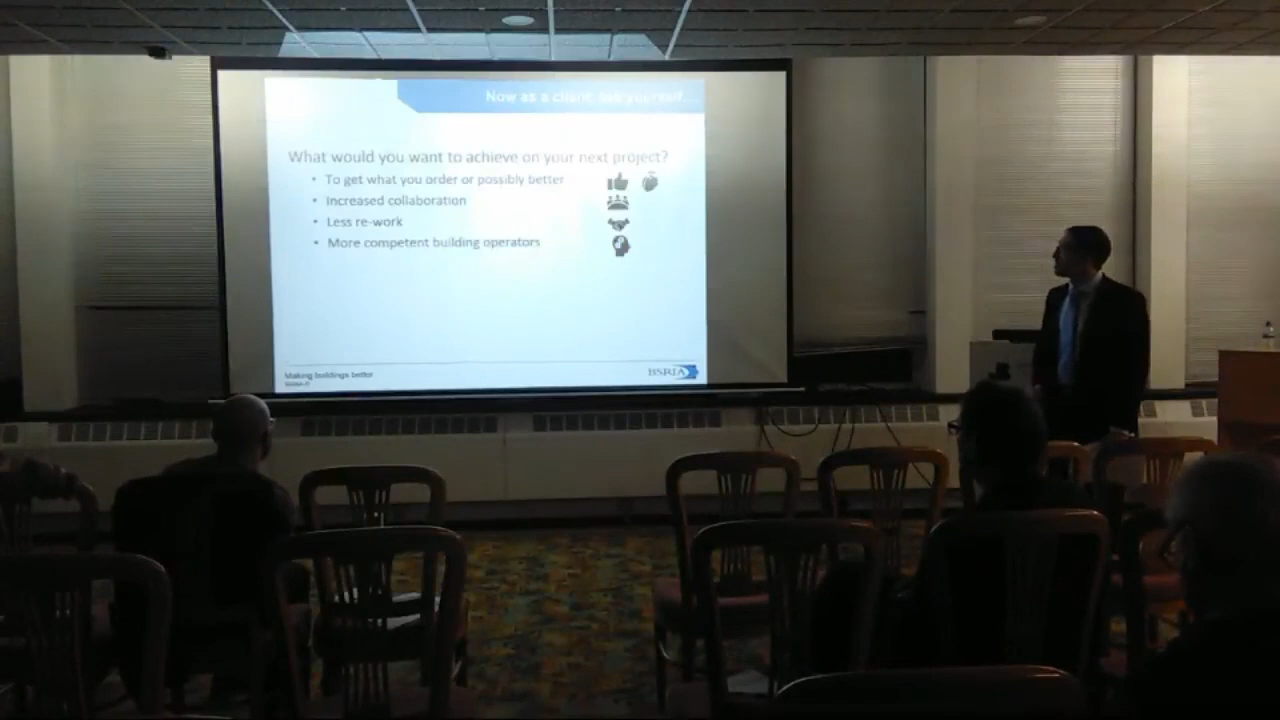 Now as a client ask yourself...
What would you want to achieve on your next project?
• To get what you order or possibly better
• Increased collaboration
• Less re-work
• More competent building operators
Making buildings better
BSRIA